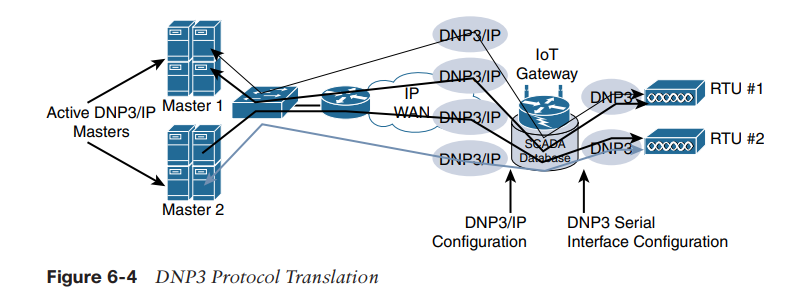 DNP3/IP
IoT
Gateway
DNP3/IP
IP
WAN
DNP3
RTU #1
Active DNP3/IP
Masters
Master 1
DNP3/IP
RTU #2
SCADA
Database
DNP3
DNP3/IP
Master 2
DNP3/IP
Configuration
DNP3 Serial
Interface Configuration
Figure 6-4 DNP3 Protocol Translation